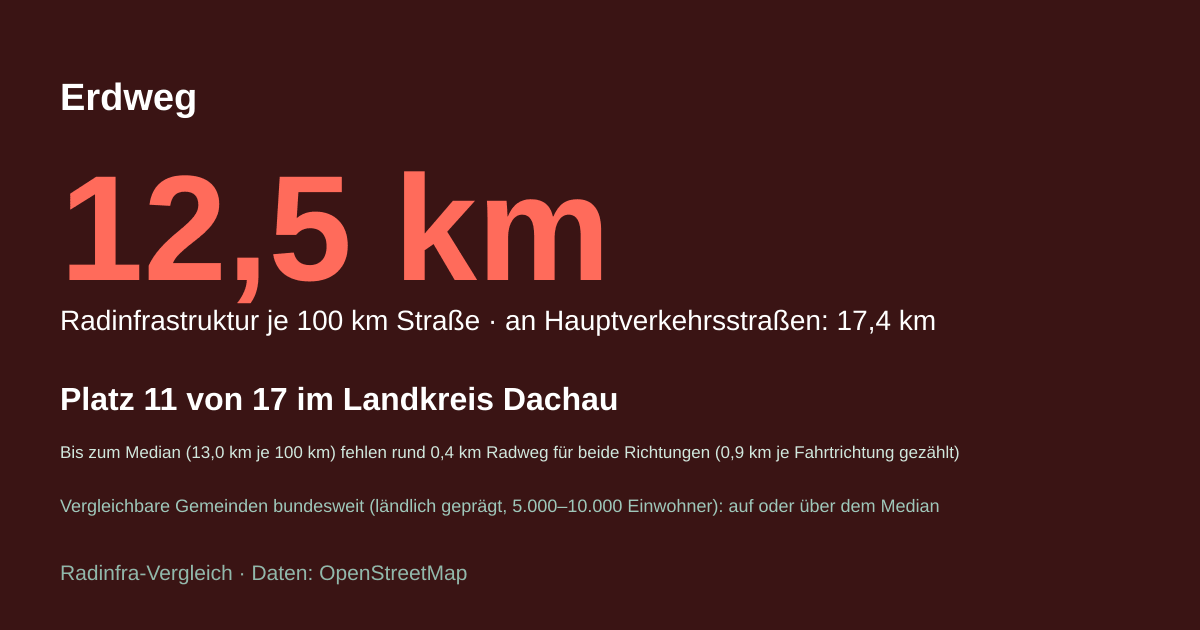 Erdweg
12,5 km
Radinfrastruktur je 100 km Straße · an Hauptverkehrsstraßen: 17,4 km
Platz 11 von 17 im Landkreis Dachau
Bis zum Median (13,0 km je 100 km) fehlen rund 0,4 km Radweg für beide Richtungen (0,9 km je Fahrtrichtung gezählt)
Vergleichbare Gemeinden bundesweit (ländlich geprägt, 5.000–10.000 Einwohner): auf oder über dem Median
Radinfra-Vergleich · Daten: OpenStreetMap